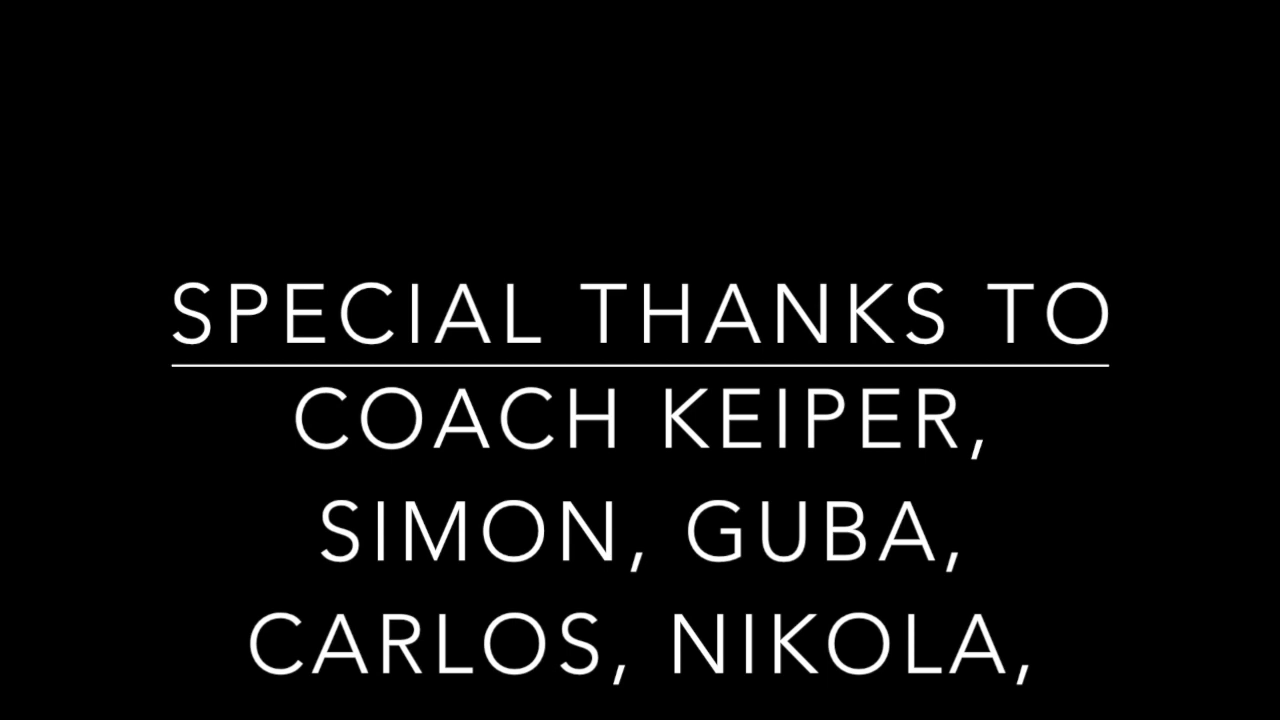 SPECIAL THANKS TO
COACH KEIPER,
SIMON, GUBA,
CARLOS, NIKOLA,